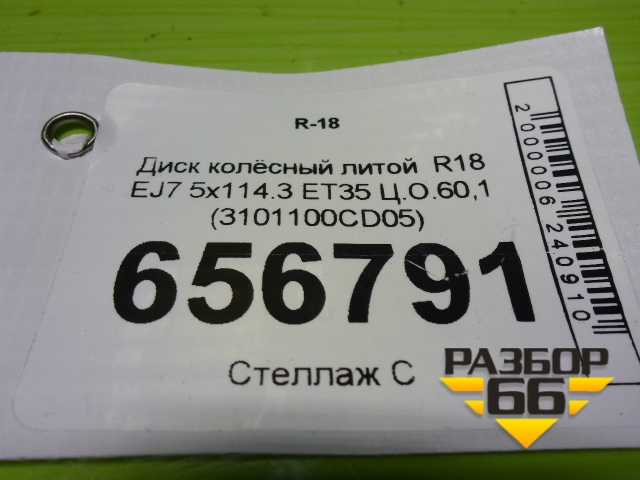 R-18
Диск колёсный литой R18
EJ7 5x114.3 ET35 Ц.О.60,1
(3101100CD05)
656791
Стеллаж С
2000006240910
РАЗБОР
66